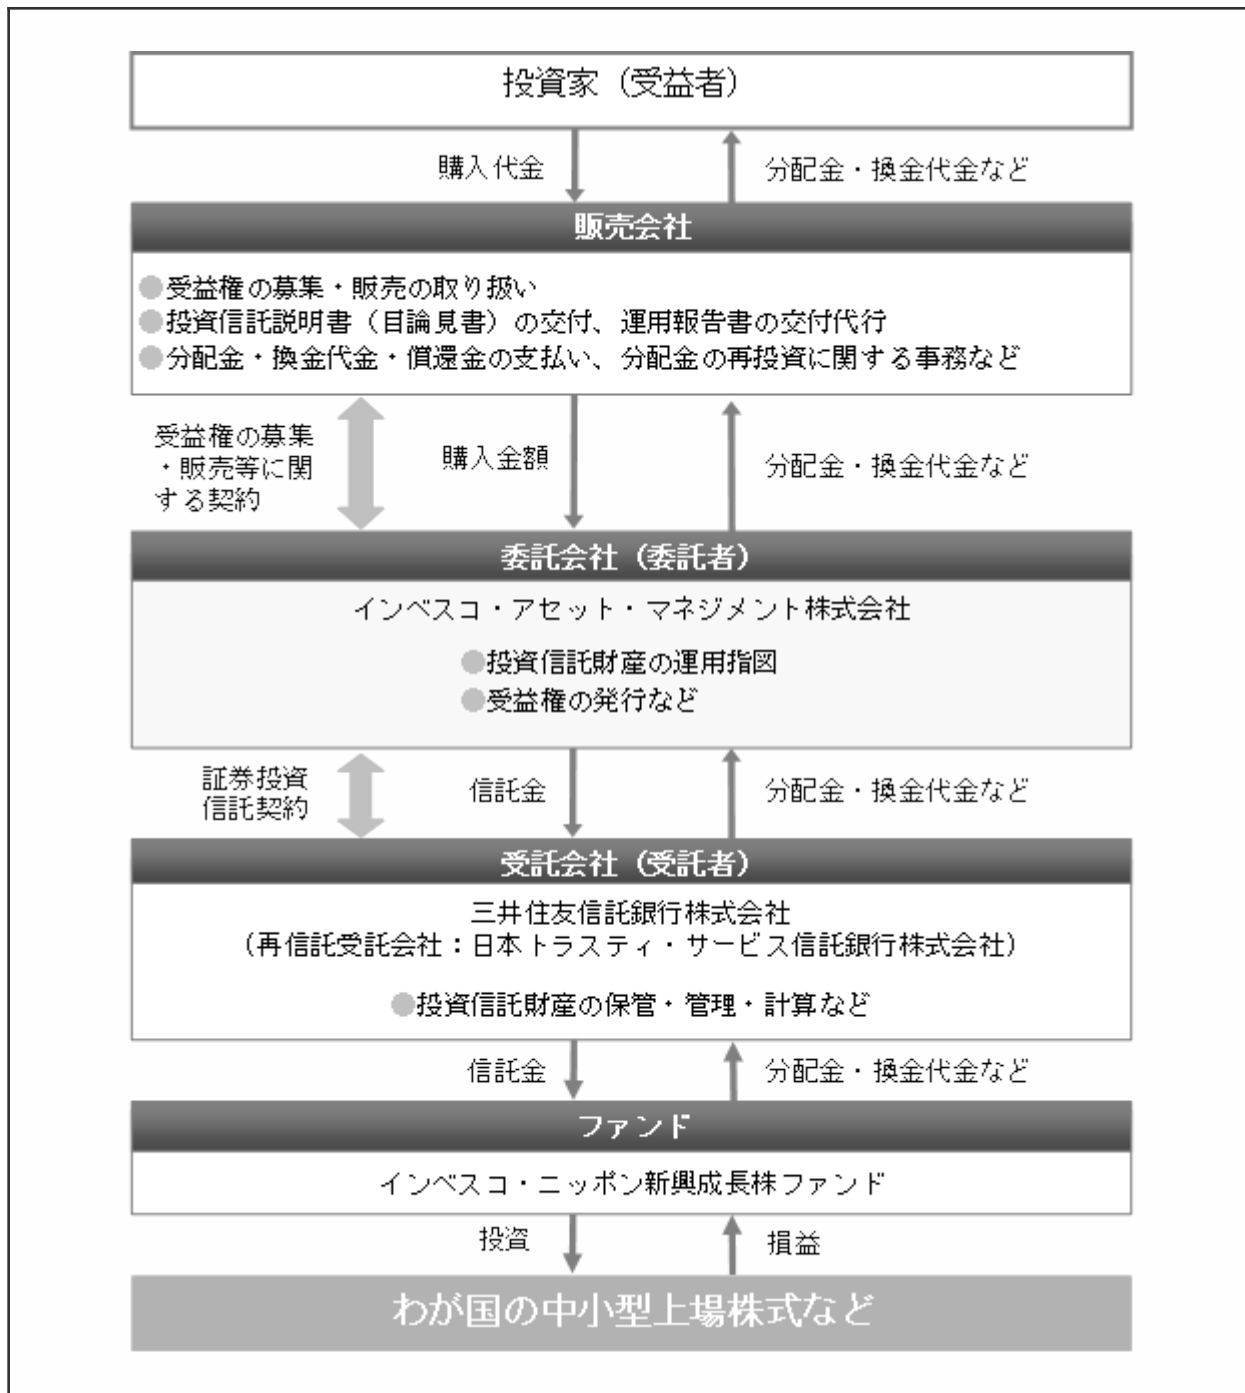 投資家（受益者）
購入代金
分配金・換金代金など
販売会社
●受益権の募集・販売の取り扱い
●投資信託説明書（目論見書）の交付、運用報告書の交付代行
●分配金・換金代金・償還金の支払い、分配金の再投資に関する事務など
受益権の募集
・販売等に関
する契約
購入金額
分配金・換金代金など
委託会社（委託者）
インベスコ・アセット・マネジメント株式会社
●投資信託財産の運用指図
●受益権の発行など
証券投資
信託契約
信託金
分配金・換金代金など
受託会社（受託者）
三井住友信託銀行株式会社
（再信託受託会社：日本トラスティ・サービス信託銀行株式会社）
●投資信託財産の保管・管理・計算など
信託金
分配金・換金代金など
ファンド
インベスコ・ニッポン新興成長株ファンド
投資
損益
わが国の中小型上場株式など